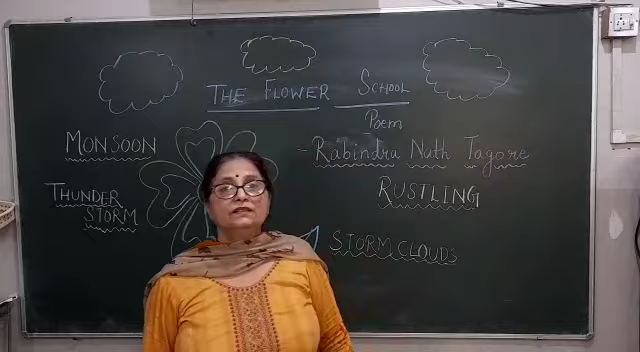 THE FLOWER SCHOOL
Poem
MONSOON
- Rabindra Nath Tagore
THUNDER
STORM
RUSTLING
STORM CLOUDS